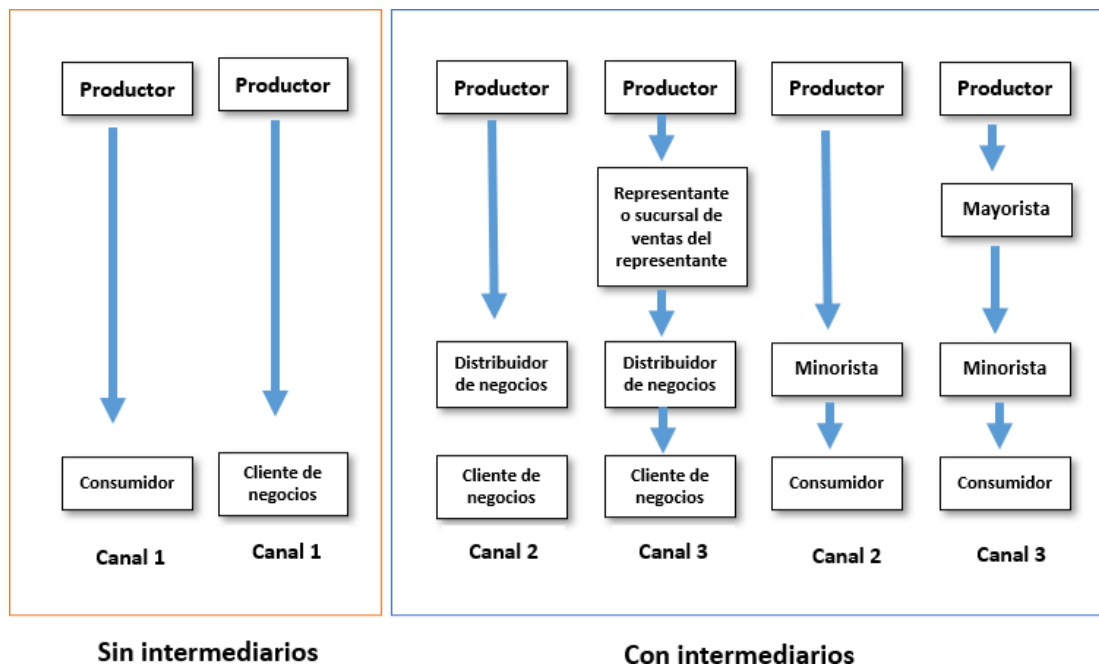 Productor
Productor
Productor
Productor
Productor
Productor
Representante
o sucursal de
ventas del
representante
Mayorista
Distribuidor
de negocios
Distribuidor
de negocios
Minorista
Minorista
Consumidor
Cliente de
negocios
Cliente de
negocios
Cliente de
negocios
Consumidor
Consumidor
Canal 1
Canal 1
Canal 2
Canal 3
Canal 2
Canal 3
Sin intermediarios
Con intermediarios